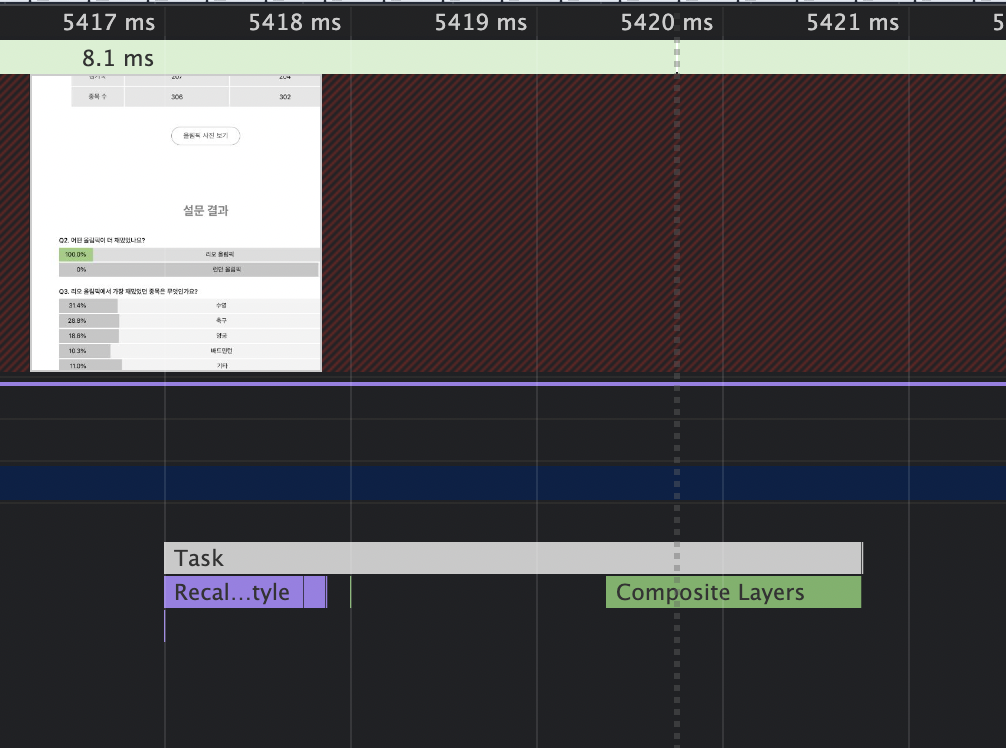 5417 ms 5418 ms 5419 ms 5420 ms 5421 ms 5
8.1 ms
207 204
종목 수 306 302
올림픽 사진 보기
설문 결과
Q2. 어떤 올림픽이 더 재밌었나요?
100.0% 리오 올림픽
0% 런던 올림픽
Q3. 리오 올림픽에서 가장 재밌었던 종목은 무엇인가요?
31.4% 수영
28.8% 축구
18.6% 양궁
10.3% 배드민턴
11.0% 기타
Task
Recal...tyle Composite Layers